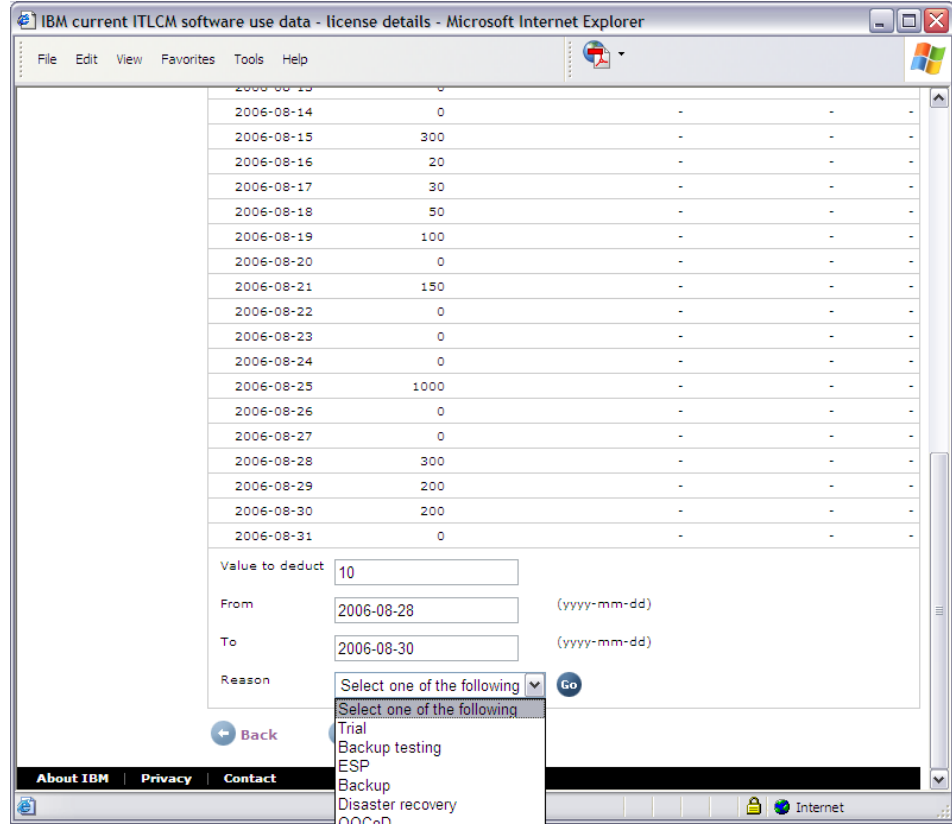 IBM current ITLCM software use data - license details - Microsoft Internet Explorer
File Edit View Favorites Tools Help
2006-08-13 0
2006-08-14 0 - - -
2006-08-15 300 - - -
2006-08-16 20 - - -
2006-08-17 30 - - -
2006-08-18 50 - - -
2006-08-19 100 - - -
2006-08-20 0 - - -
2006-08-21 150 - - -
2006-08-22 0 - - -
2006-08-23 0 - - -
2006-08-24 0 - - -
2006-08-25 1000 - - -
2006-08-26 0 - - -
2006-08-27 0 - - -
2006-08-28 300 - - -
2006-08-29 200 - - -
2006-08-30 200 - - -
2006-08-31 0 - - -
Value to deduct 10
From 2006-08-28 (yyyy-mm-dd)
To 2006-08-30 (yyyy-mm-dd)
Reason Select one of the following Go
Select one of the following
Trial
Back Backup testing
ESP
Backup
About IBM | Privacy | Contact
Disaster recovery
Internet